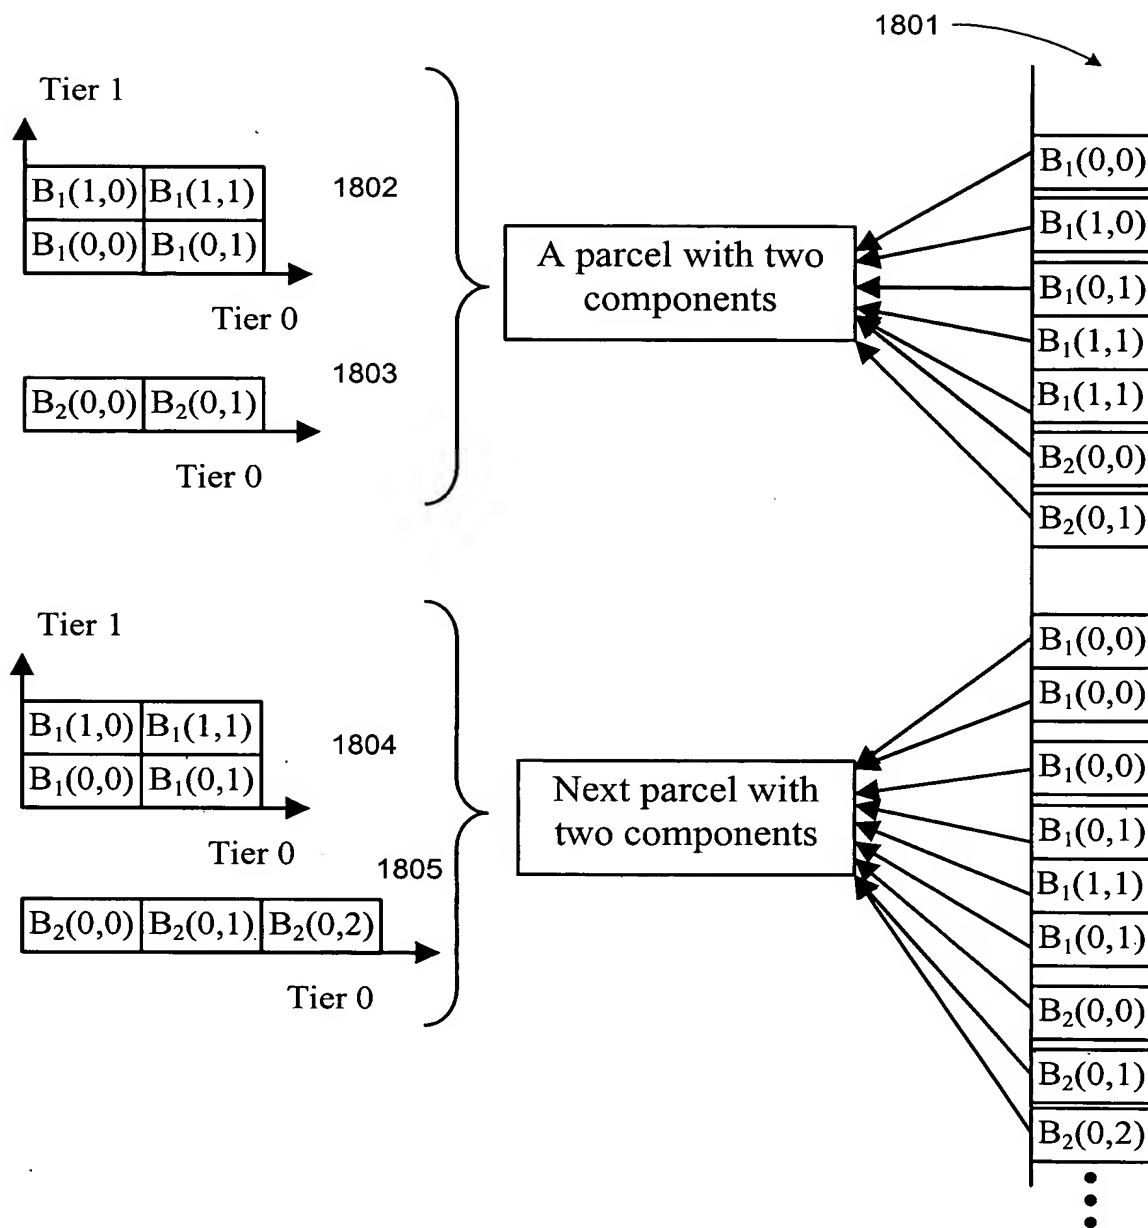 1801
Tier 1
B₁(1,0) B₁(1,1)
B₁(0,0) B₁(0,1)
Tier 0
1802
B₂(0,0) B₂(0,1)
Tier 0
1803
A parcel with two
components
B₁(0,0)
B₁(1,0)
B₁(0,1)
B₁(1,1)
B₁(1,1)
B₂(0,0)
B₂(0,1)
Tier 1
B₁(1,0) B₁(1,1)
B₁(0,0) B₁(0,1)
Tier 0
1804
1805
B₂(0,0) B₂(0,1) B₂(0,2)
Tier 0
Next parcel with
two components
B₁(0,0)
B₁(0,0)
B₁(0,0)
B₁(0,1)
B₁(1,1)
B₁(0,1)
B₂(0,0)
B₂(0,1)
B₂(0,2)